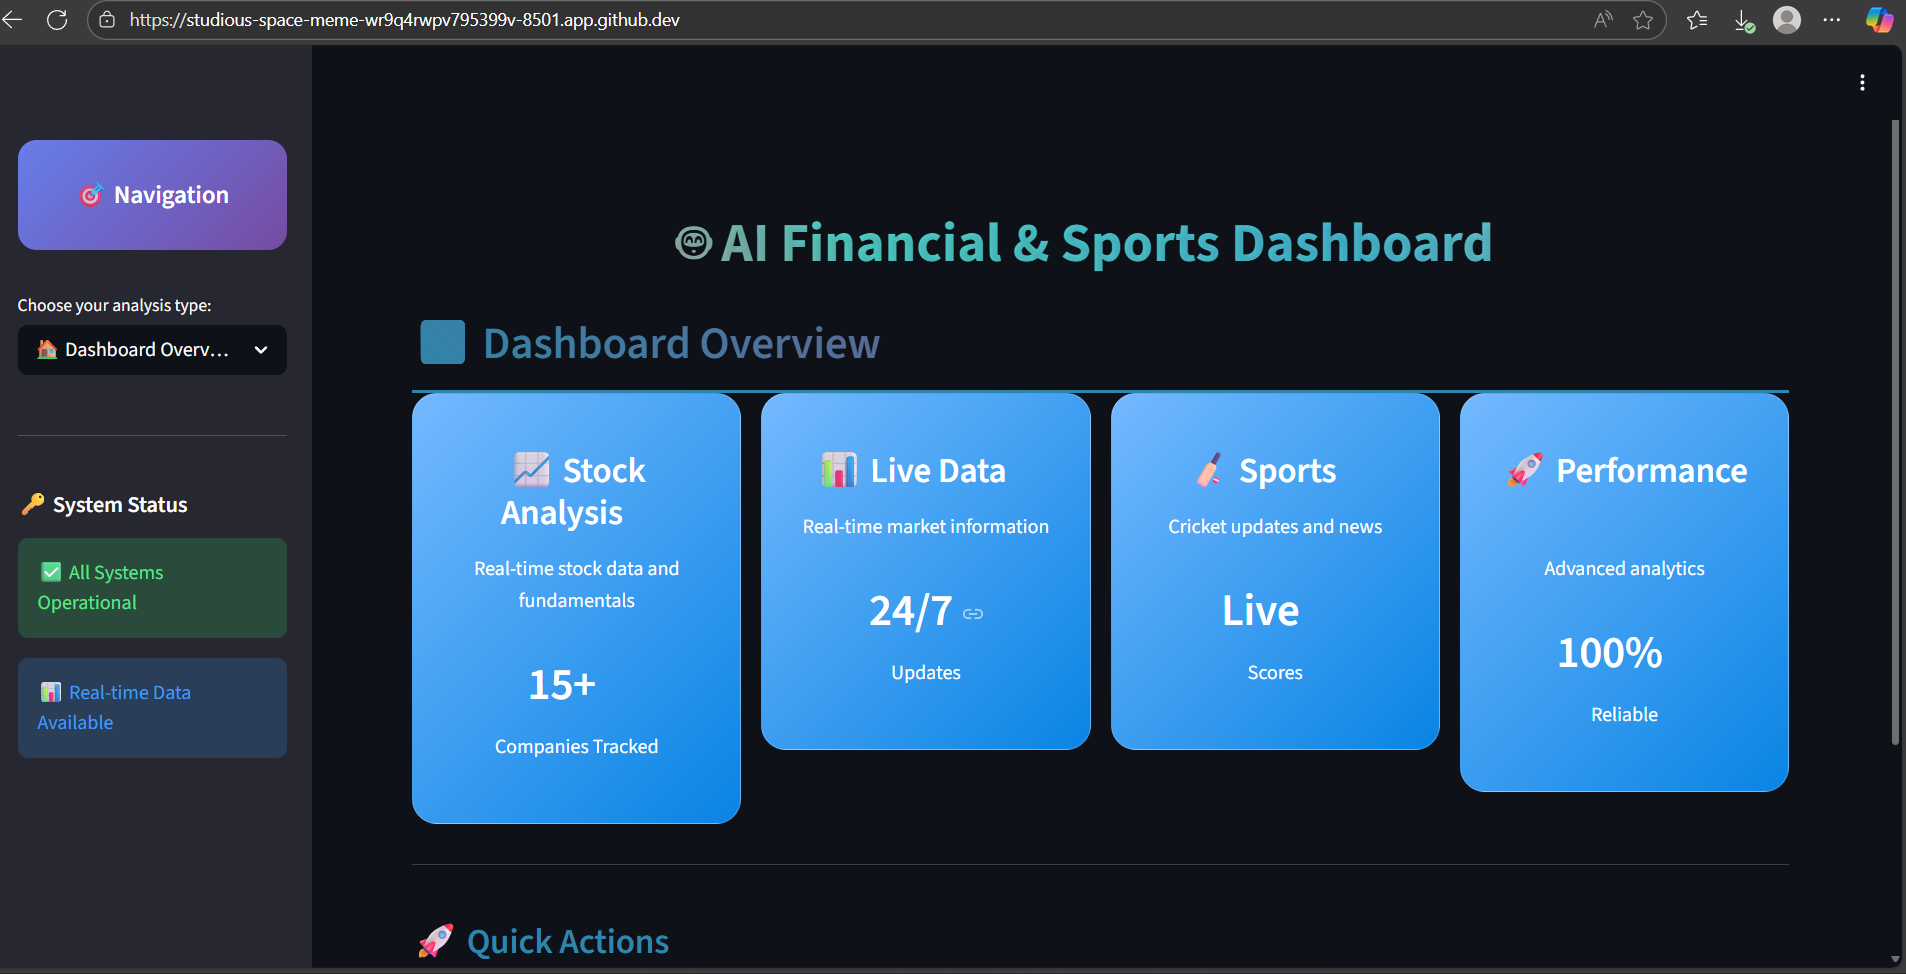 https://studious-space-meme-wr9q4rwpv795399v-8501.app.github.dev
🎯 Navigation
Choose your analysis type:
🏠 Dashboard Overv...
🔑 System Status
✅ All Systems
Operational
📊 Real-time Data
Available
🤖 AI Financial & Sports Dashboard
Dashboard Overview
📈 Stock
Analysis
Real-time stock data and
fundamentals
15+
Companies Tracked
📊 Live Data
Real-time market information
24/7
Updates
🏏 Sports
Cricket updates and news
Live
Scores
🚀 Performance
Advanced analytics
100%
Reliable
🚀 Quick Actions